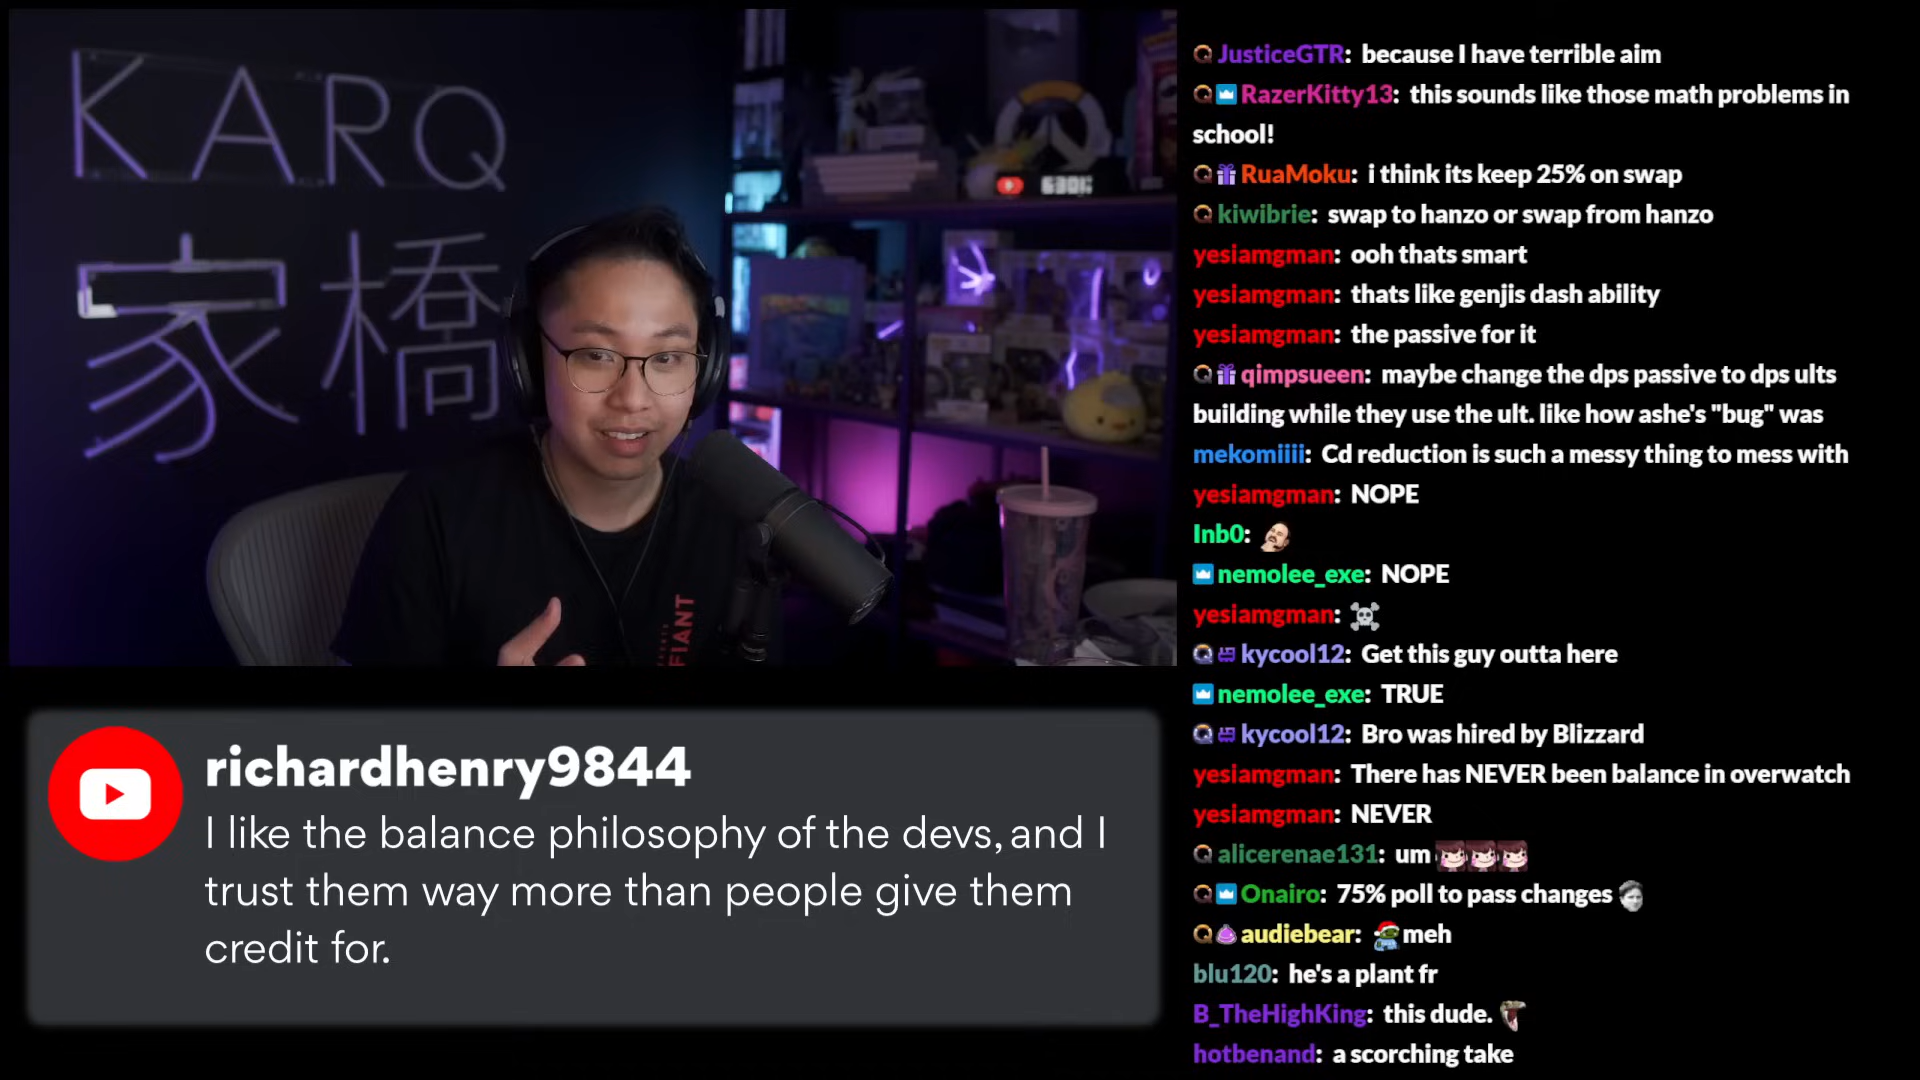 KARQ
家橋
FIANT
richardhenry9844
I like the balance philosophy of the devs, and I
trust them way more than people give them
credit for.
JusticeGTR: because I have terrible aim
RazerKitty13: this sounds like those math problems in
school!
RuaMoku: i think its keep 25% on swap
kiwibrie: swap to hanzo or swap from hanzo
yesiamgman: ooh thats smart
yesiamgman: thats like genjis dash ability
yesiamgman: the passive for it
qimpsueen: maybe change the dps passive to dps ults
building while they use the ult. like how ashe's "bug" was
mekomiiii: Cd reduction is such a messy thing to mess with
yesiamgman: NOPE
Inb0:
nemolee_exe: NOPE
yesiamgman:
kycool12: Get this guy outta here
nemolee_exe: TRUE
kycool12: Bro was hired by Blizzard
yesiamgman: There has NEVER been balance in overwatch
yesiamgman: NEVER
alicerenae131: um
Onairo: 75% poll to pass changes
audiebear: meh
blu120: he's a plant fr
B_TheHighKing: this dude.
hotbenand: a scorching take